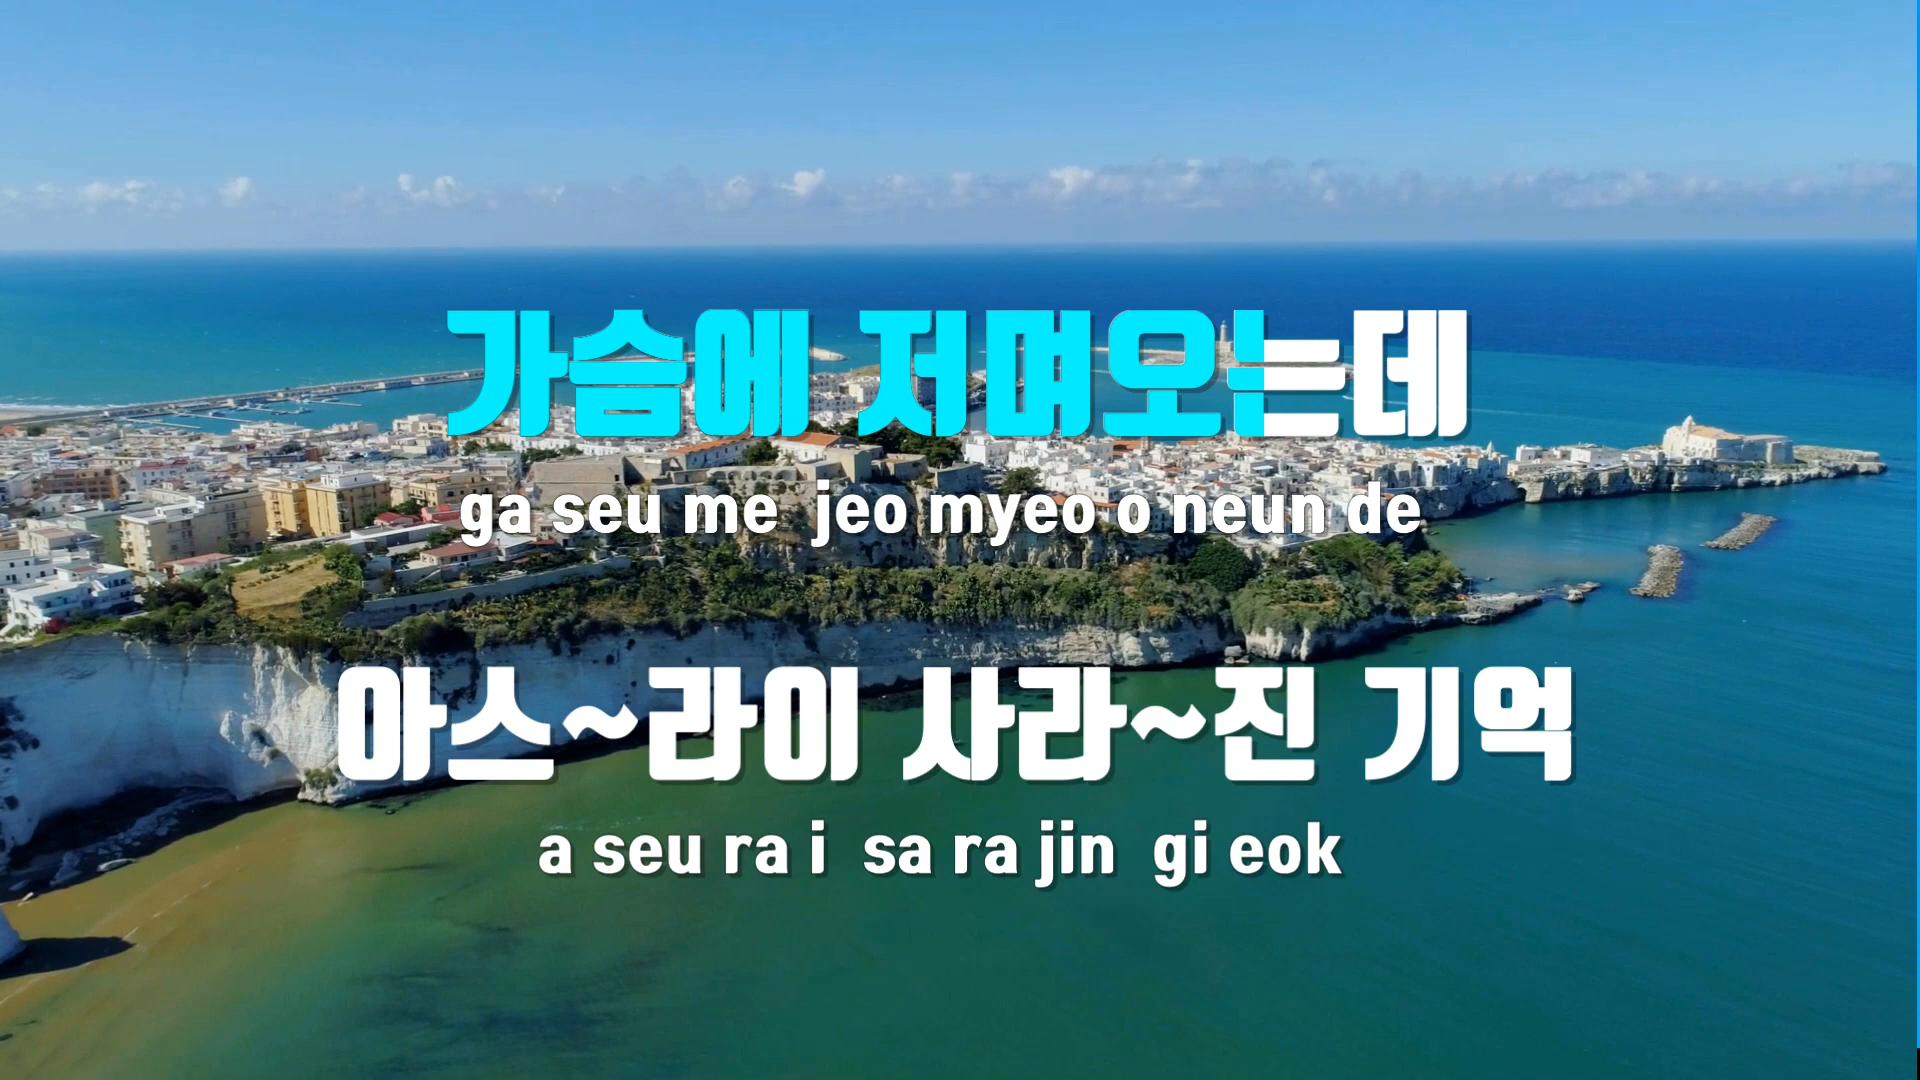 가슴에 저며오는데
ga seu me jeo myeo o neun de
아스~라이 사라~진 기억
a seu ra i sa ra jin gi eok